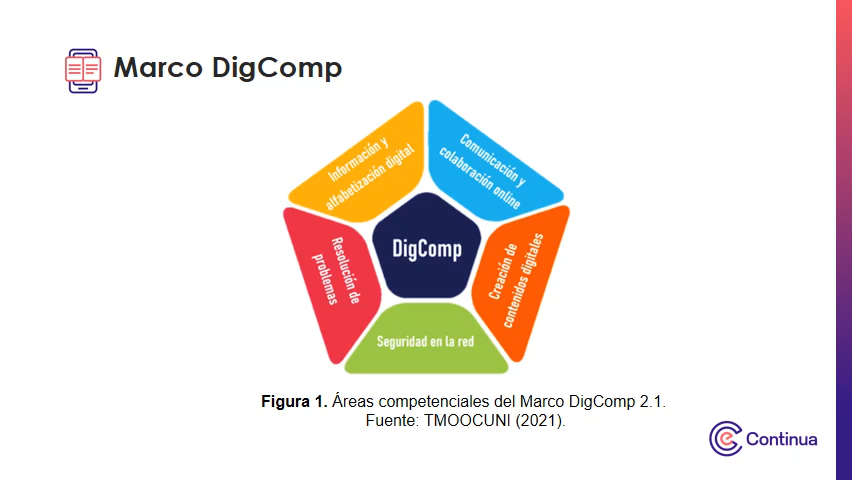 Marco DigComp
Información y
alfabetización digital
Comunicación y
colaboración online
Resolución de
problemas
DigComp
Creación de
contenidos digitales
Seguridad en la red
Figura 1. Áreas competenciales del Marco DigComp 2.1.
Fuente: TMOOCUNI (2021).
e Continua